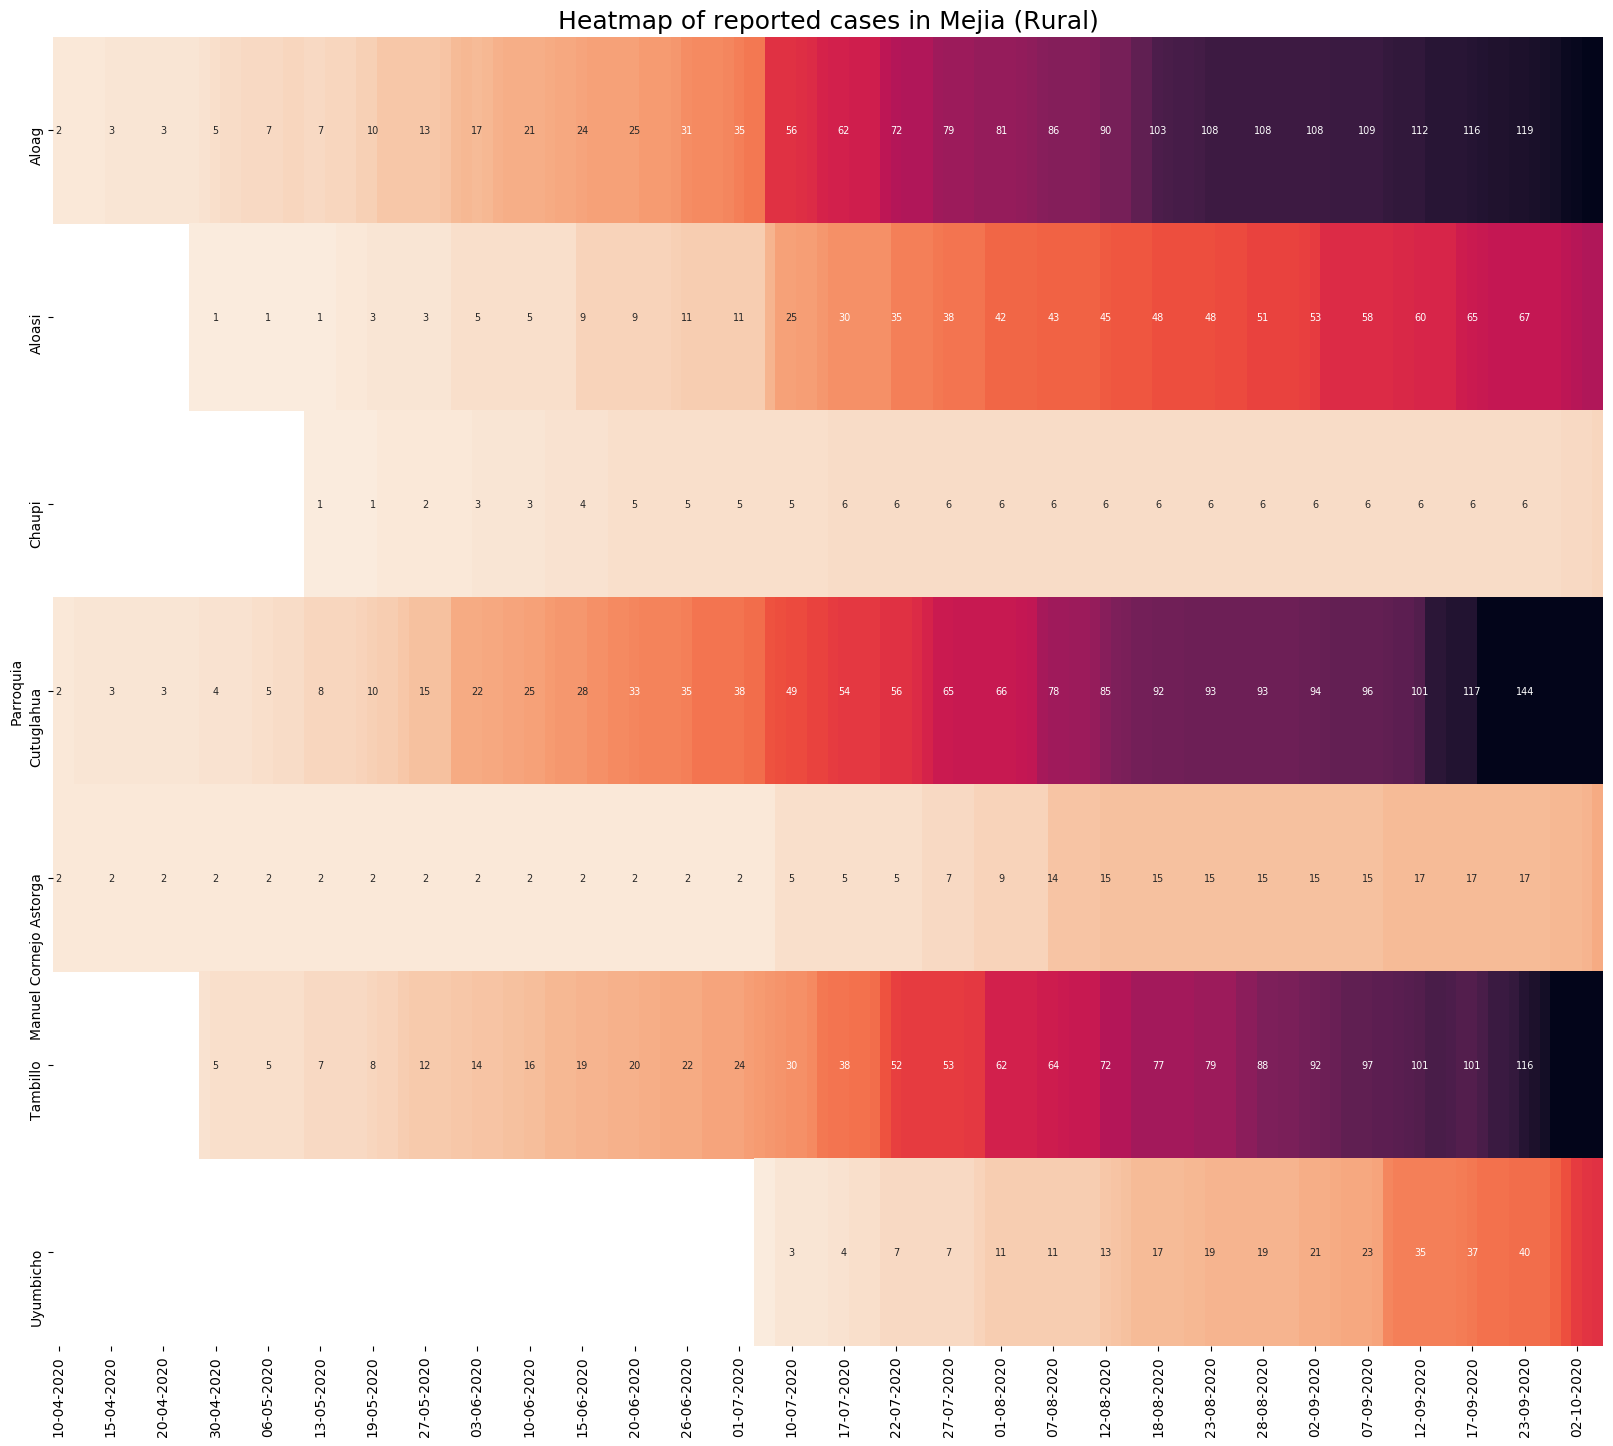 Heatmap of reported cases in Mejia (Rural)
Parroquia
Aloag
2 3 3 5 7 7 10 13 17 21 24 25 31 35 56 62 72 79 81 86 90 103 108 108 108 109 112 116 119
Aloasi
1 1 1 3 3 5 5 9 9 11 11 25 30 35 38 42 43 45 48 48 51 53 58 60 65 67
Chaupi
1 1 2 3 3 4 5 5 5 5 6 6 6 6 6 6 6 6 6 6 6 6 6 6
Cutuglahua
2 3 3 4 5 8 10 15 22 25 28 33 35 38 49 54 56 65 66 78 85 92 93 93 94 96 101 117 144
Manuel Cornejo Astorga
2 2 2 2 2 2 2 2 2 2 2 2 2 2 5 5 5 7 9 14 15 15 15 15 15 15 17 17 17
Tambillo
5 5 7 8 12 14 16 19 20 22 24 30 38 52 53 62 64 72 77 79 88 92 97 101 101 116
Uyumbicho
3 4 7 7 11 11 13 17 19 19 21 23 35 37 40
10-04-2020 15-04-2020 20-04-2020 30-04-2020 06-05-2020 13-05-2020 19-05-2020 27-05-2020 03-06-2020 10-06-2020 15-06-2020 20-06-2020 26-06-2020 01-07-2020 10-07-2020 17-07-2020 22-07-2020 27-07-2020 01-08-2020 07-08-2020 12-08-2020 18-08-2020 23-08-2020 28-08-2020 02-09-2020 07-09-2020 12-09-2020 17-09-2020 23-09-2020 02-10-2020